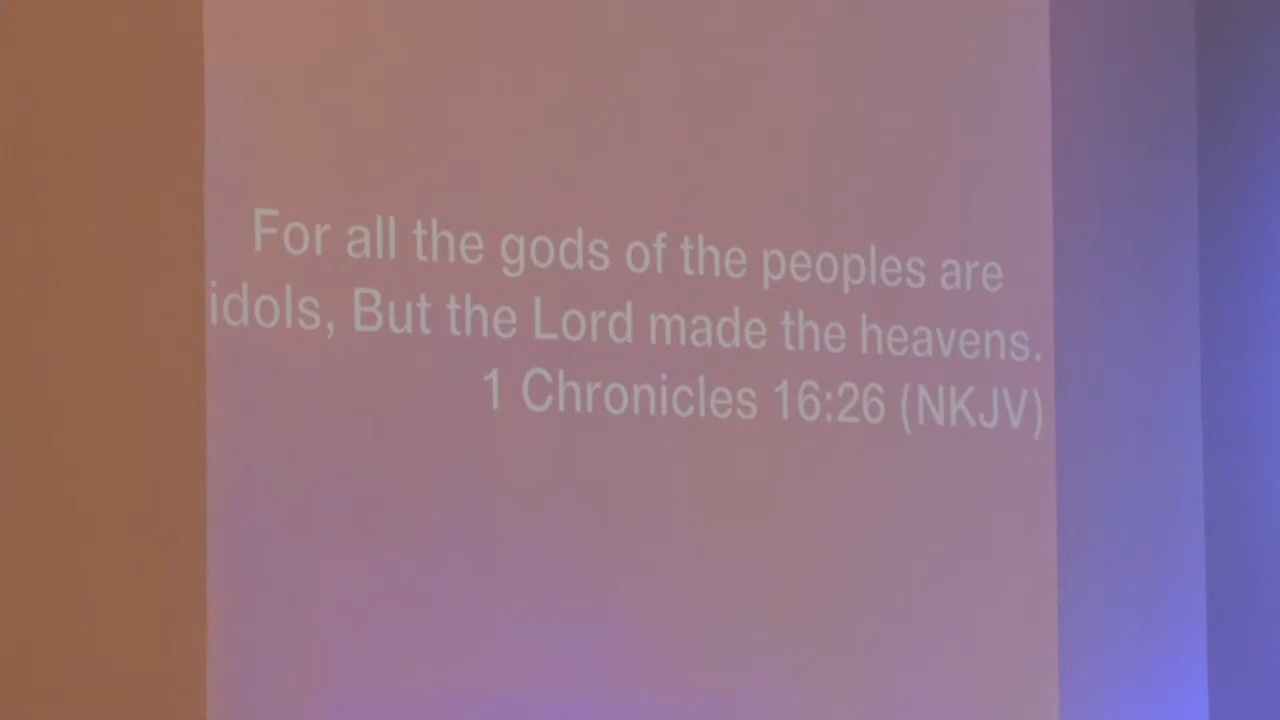 For all the gods of the peoples are
idols, But the Lord made the heavens.
1 Chronicles 16:26 (NKJV)